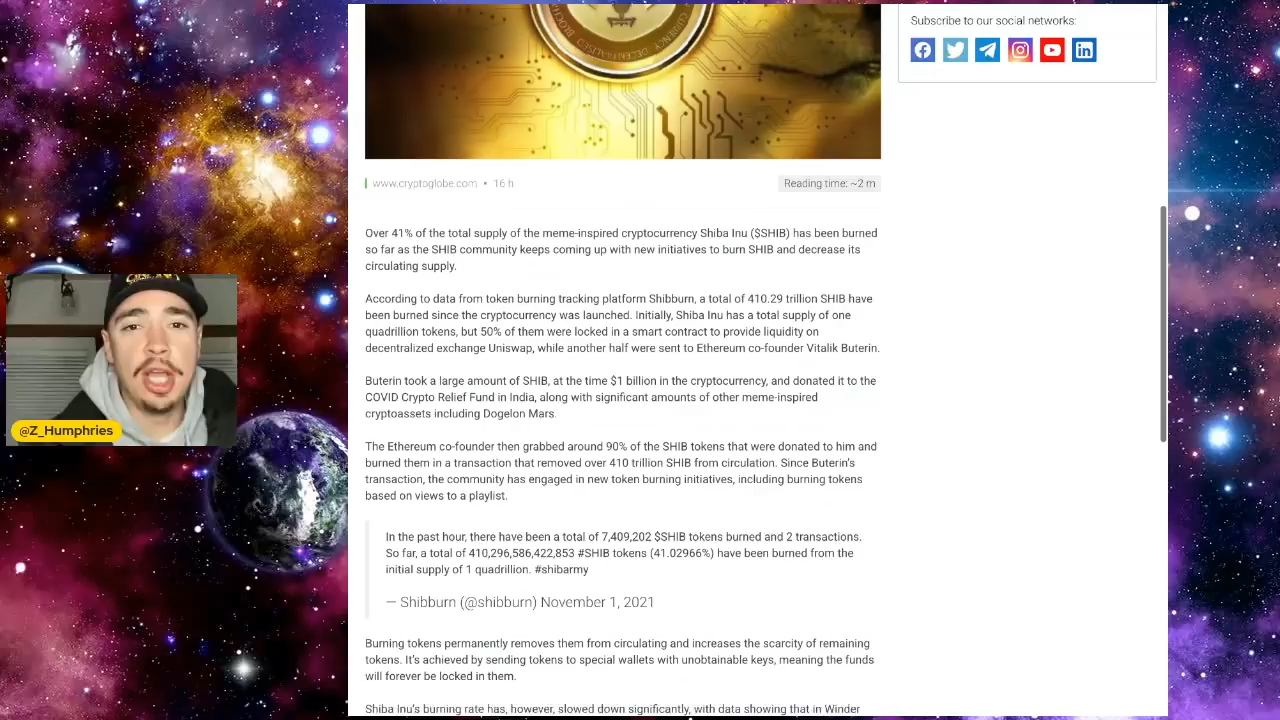 Subscribe to our social networks:
www.cryptoglobe.com • 16 h
Reading time: ~2 m
Over 41% of the total supply of the meme-inspired cryptocurrency Shiba Inu ($SHIB) has been burned
so far as the SHIB community keeps coming up with new initiatives to burn SHIB and decrease its
circulating supply.
According to data from token burning tracking platform Shibburn, a total of 410.29 trillion SHIB have
been burned since the cryptocurrency was launched. Initially, Shiba Inu has a total supply of one
quadrillion tokens, but 50% of them were locked in a smart contract to provide liquidity on
decentralized exchange Uniswap, while another half were sent to Ethereum co-founder Vitalik Buterin.
Buterin took a large amount of SHIB, at the time $1 billion in the cryptocurrency, and donated it to the
COVID Crypto Relief Fund in India, along with significant amounts of other meme-inspired
cryptoassets including Dogelon Mars.
@Z_Humphries
The Ethereum co-founder then grabbed around 90% of the SHIB tokens that were donated to him and
burned them in a transaction that removed over 410 trillion SHIB from circulation. Since Buterin's
transaction, the community has engaged in new token burning initiatives, including burning tokens
based on views to a playlist.
In the past hour, there have been a total of 7,409,202 $SHIB tokens burned and 2 transactions.
So far, a total of 410,296,586,422,853 #SHIB tokens (41.02966%) have been burned from the
initial supply of 1 quadrillion. #shibarmy
— Shibburn (@shibburn) November 1, 2021
Burning tokens permanently removes them from circulating and increases the scarcity of remaining
tokens. It's achieved by sending tokens to special wallets with unobtainable keys, meaning the funds
will forever be locked in them.
Shiba Inu's burning rate has, however, slowed down significantly, with data showing that in Winder